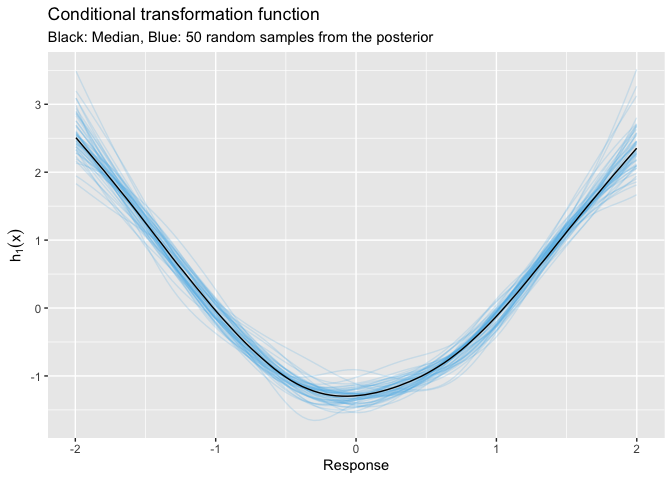 Conditional transformation function
Black: Median, Blue: 50 random samples from the posterior
h₁(x)
3
2
1
0
-1
-2
-1
0
1
2
Response